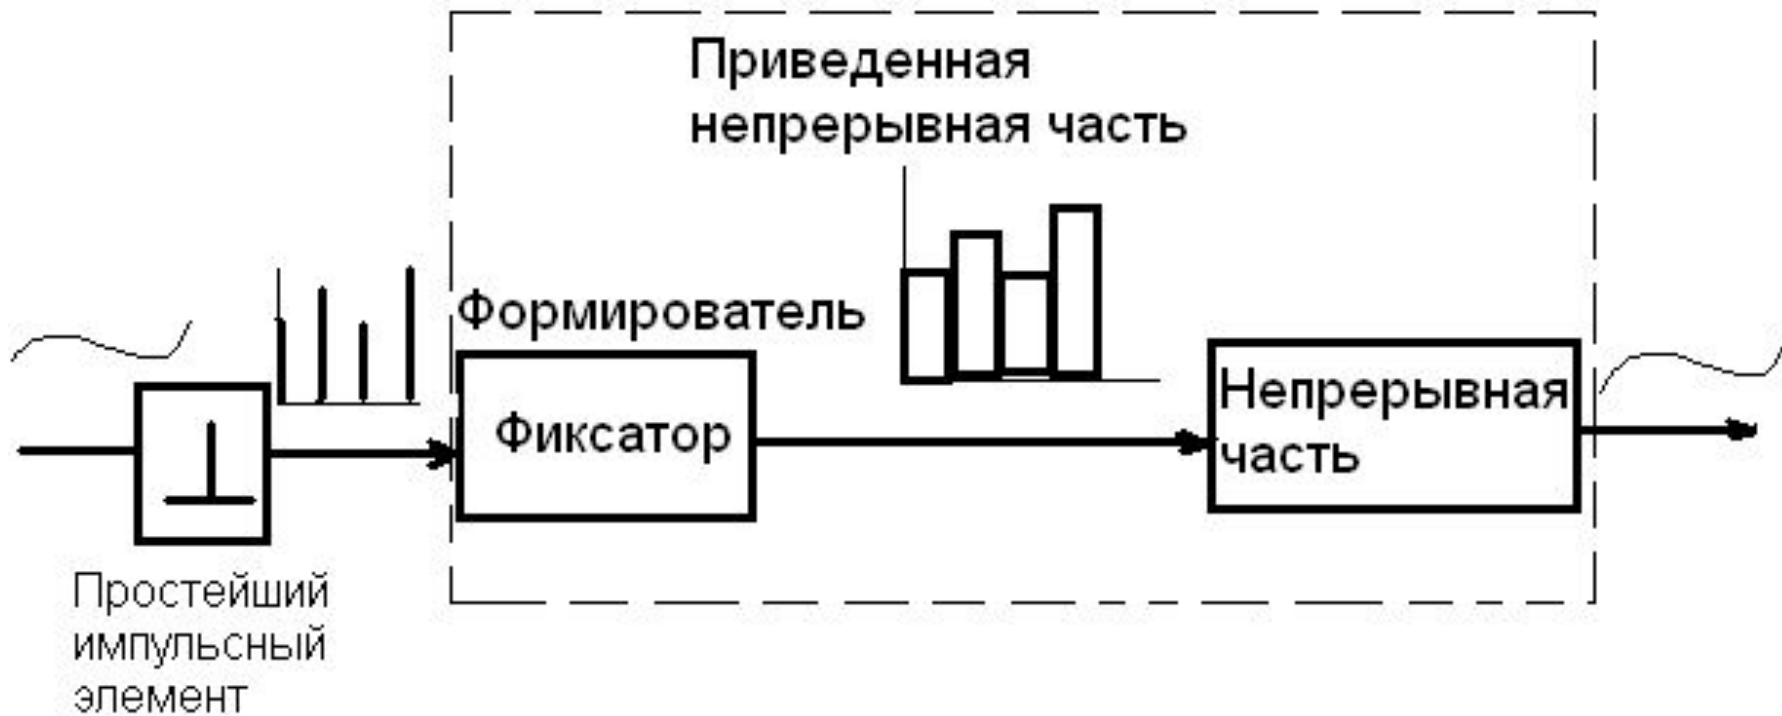 Приведенная
непрерывная часть
Формирователь
Фиксатор
Непрерывная
часть
Простейший
импульсный
элемент